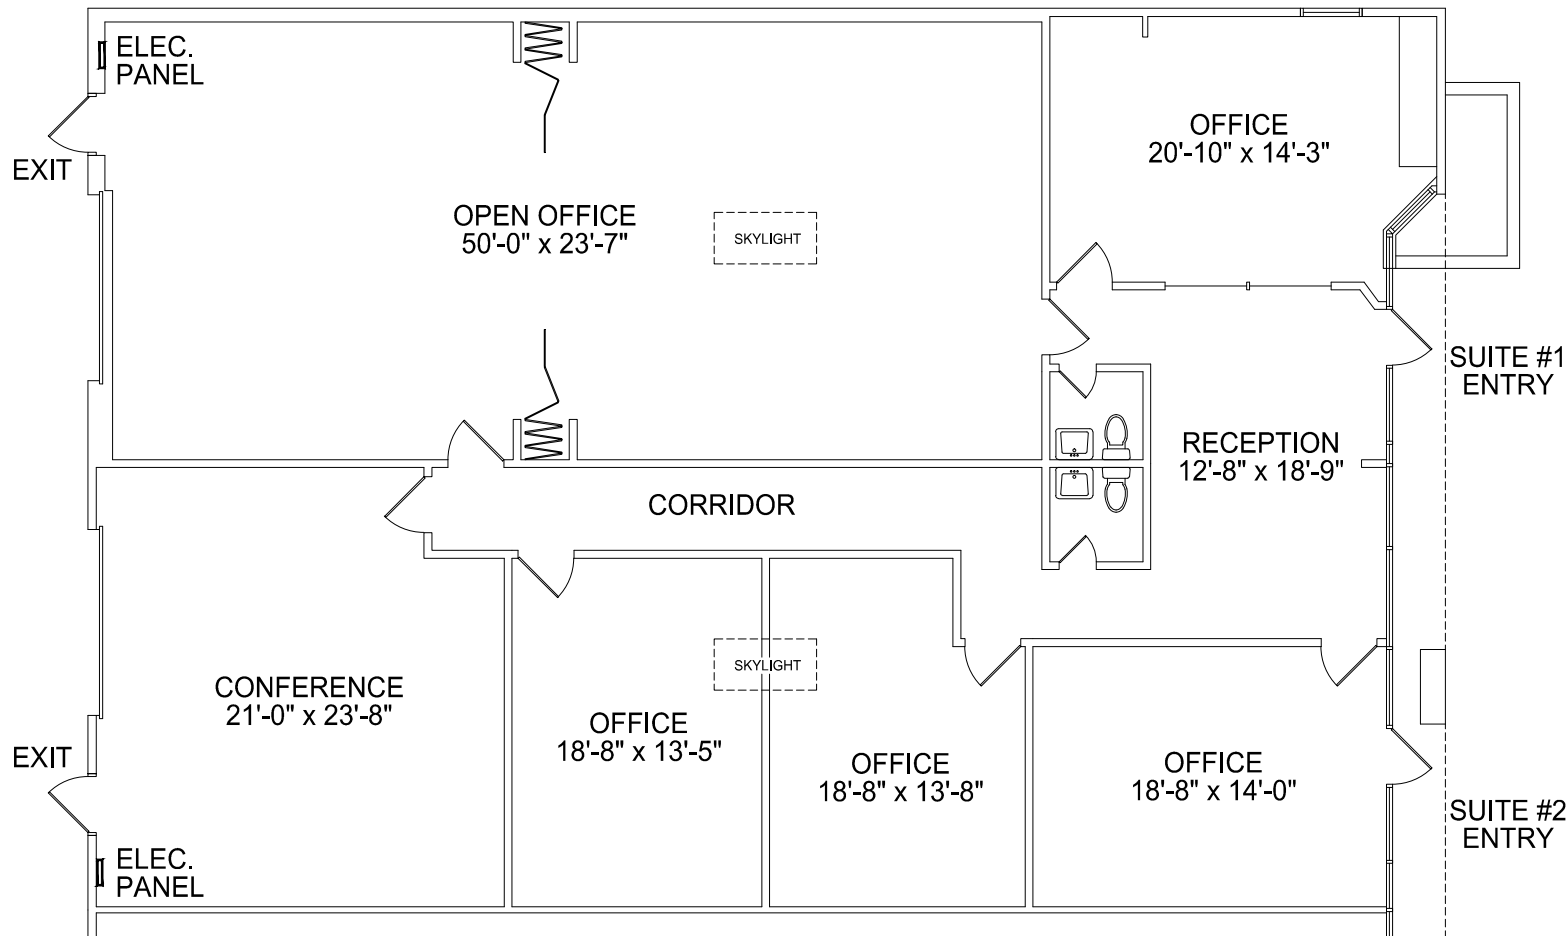 ELEC.
PANEL
EXIT
OPEN OFFICE
50'-0" x 23'-7"
SKYLIGHT
OFFICE
20'-10" x 14'-3"
SUITE #1
ENTRY
RECEPTION
12'-8" x 18'-9"
CORRIDOR
CONFERENCE
21'-0" x 23'-8"
SKYLIGHT
OFFICE
18'-8" x 13'-5"
OFFICE
18'-8" x 13'-8"
OFFICE
18'-8" x 14'-0"
EXIT
SUITE #2
ENTRY
ELEC.
PANEL